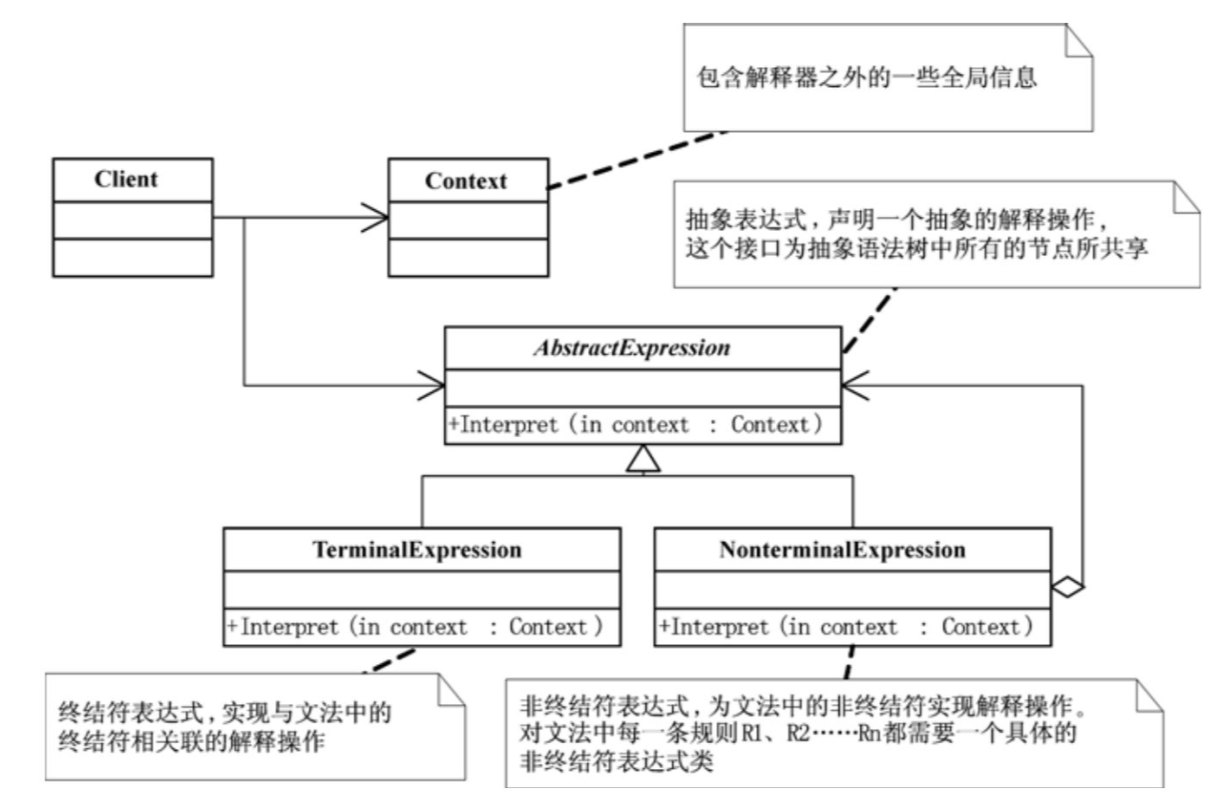 包含解释器之外的一些全局信息
Client
Context
抽象表达式,声明一个抽象的解释操作,
这个接口为抽象语法树中所有的节点所共享
AbstractExpression
+Interpret(in context : Context)
TerminalExpression
NonterminalExpression
+Interpret(in context : Context)
+Interpret(in context : Context)
终结符表达式,实现与文法中的
终结符相关联的解释操作
非终结符表达式,为文法中的非终结符实现解释操作。
对文法中每一条规则R1、R2……Rn都需要一个具体的
非终结符表达式类